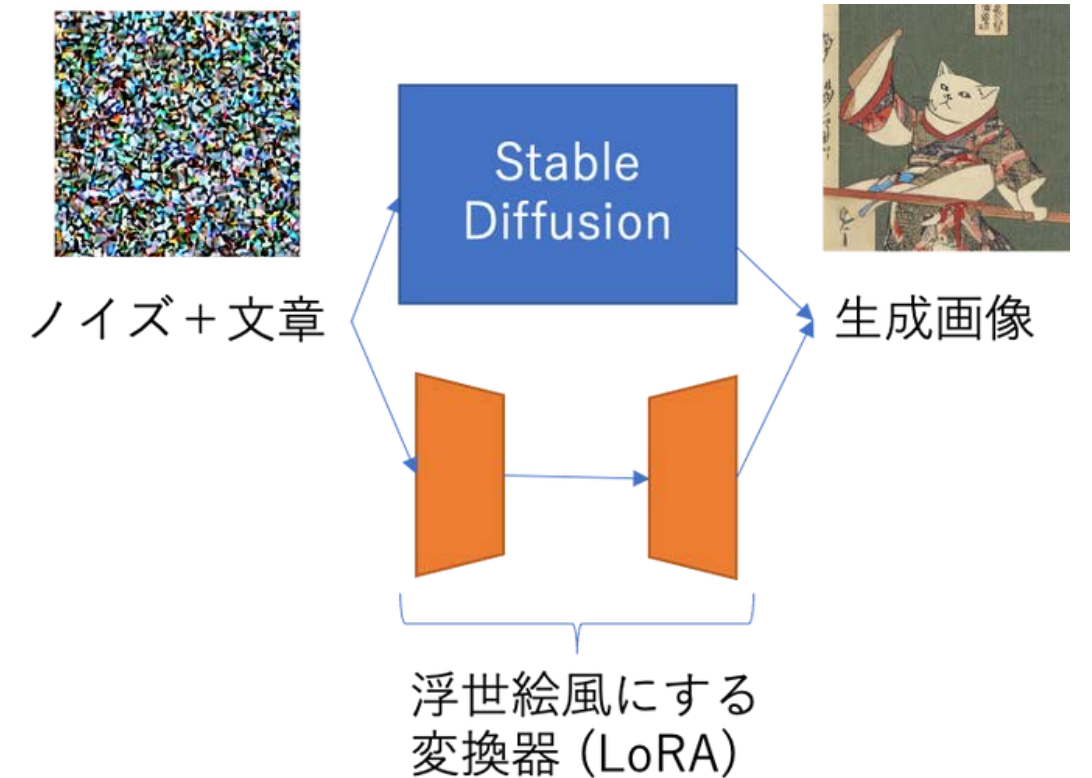 Stable
Diffusion
ノイズ+文章
生成画像
浮世絵風にする
変換器 (LoRA)